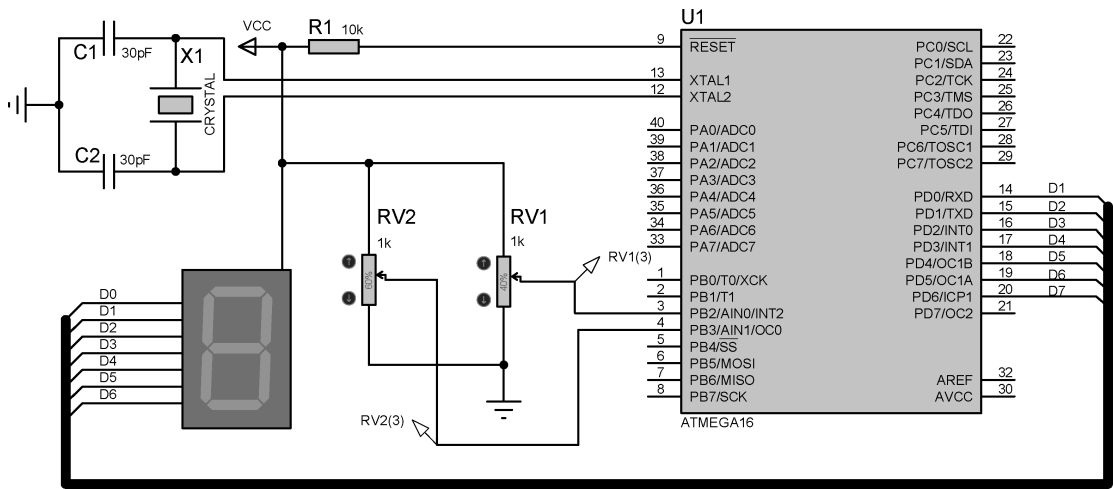 VCC
R1
10k
C1
30pF
X1
CRYSTAL
C2
30pF
U1
9
RESET
13
XTAL1
12
XTAL2
40
PA0/ADC0
39
PA1/ADC1
38
PA2/ADC2
37
PA3/ADC3
36
PA4/ADC4
35
PA5/ADC5
34
PA6/ADC6
33
PA7/ADC7
1
PB0/T0/XCK
2
PB1/T1
3
PB2/AIN0/INT2
4
PB3/AIN1/OC0
5
PB4/SS
6
PB5/MOSI
7
PB6/MISO
8
PB7/SCK
PC0/SCL
22
PC1/SDA
23
PC2/TCK
24
PC3/TMS
25
PC4/TDO
26
PC5/TDI
27
PC6/TOSC1
28
PC7/TOSC2
29
PD0/RXD
14
D1
PD1/TXD
15
D2
PD2/INT0
16
D3
PD3/INT1
17
D4
PD4/OC1B
18
D5
PD5/OC1A
19
D6
PD6/ICP1
20
D7
PD7/OC2
21
AREF
32
AVCC
30
ATMEGA16
RV2
1k
60%
RV1
1k
40%
RV1(3)
RV2(3)
D0
D1
D2
D3
D4
D5
D6